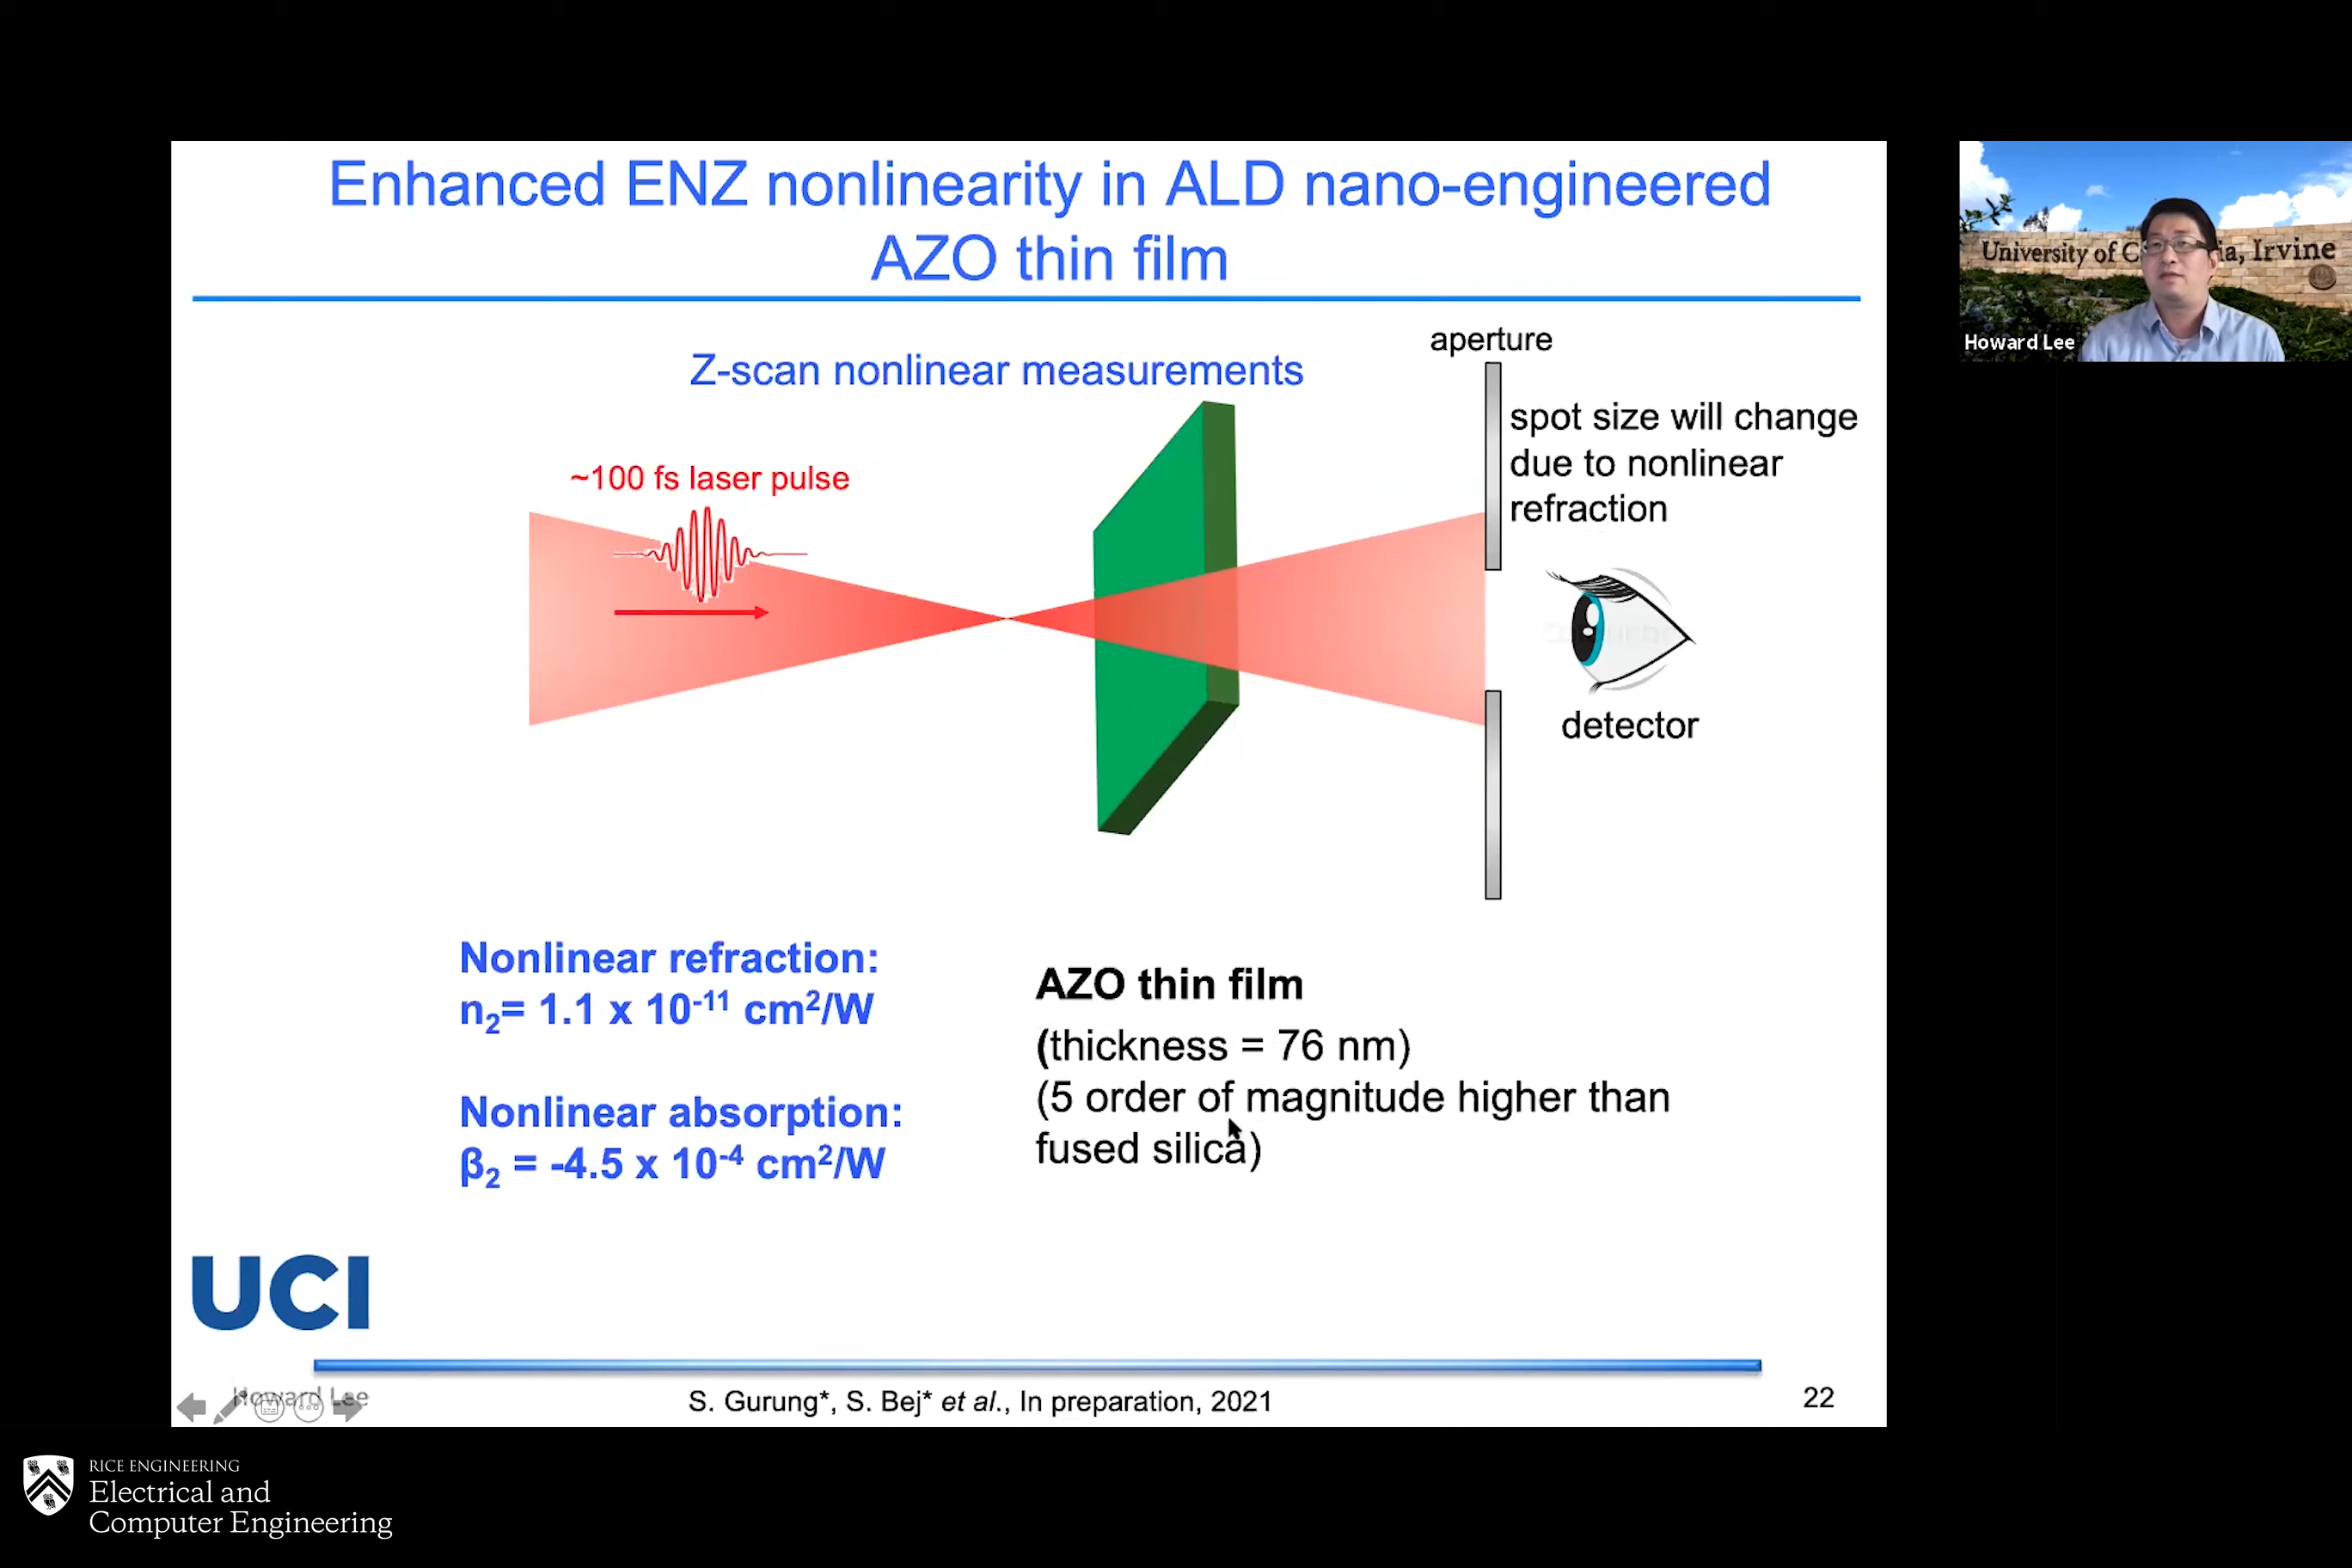 Enhanced ENZ nonlinearity in ALD nano-engineered
AZO thin film
Z-scan nonlinear measurements
aperture
spot size will change
due to nonlinear
refraction
~100 fs laser pulse
detector
Nonlinear refraction:
n₂= 1.1 x 10⁻¹¹ cm²/W
Nonlinear absorption:
β₂ = -4.5 x 10⁻⁴ cm²/W
AZO thin film
(thickness = 76 nm)
(5 order of magnitude higher than
fused silica)
UCI
Howard Lee
S. Gurung*, S. Bej* et al., In preparation, 2021
22
University of C ia, Irvine
Howard Lee
RICE ENGINEERING
Electrical and
Computer Engineering